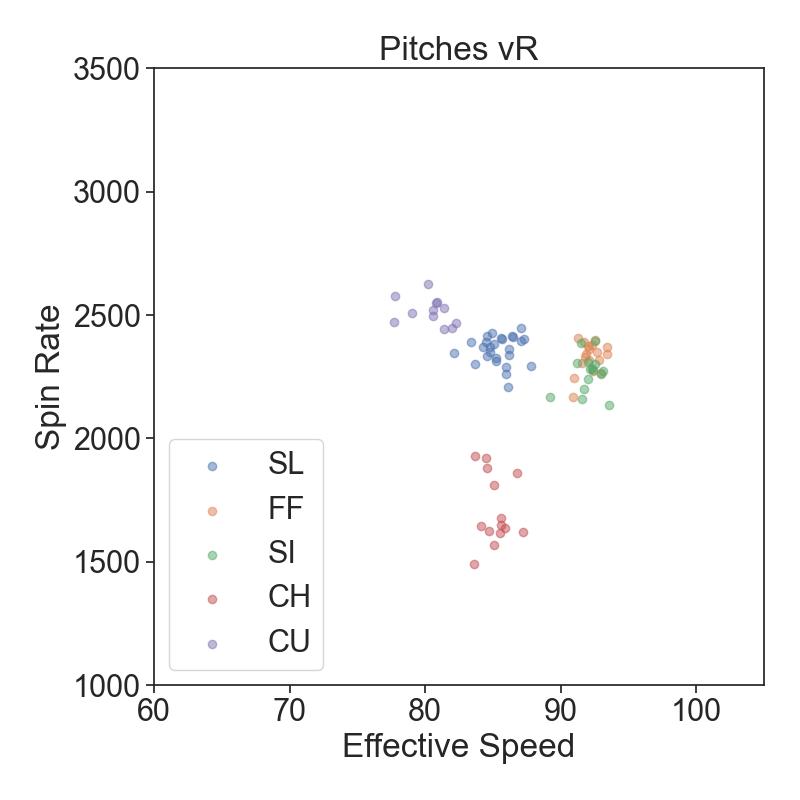 Pitches vR
3500
3000
2500
2000
1500
1000
Spin Rate
SL
FF
SI
CH
CU
60 70 80 90 100
Effective Speed